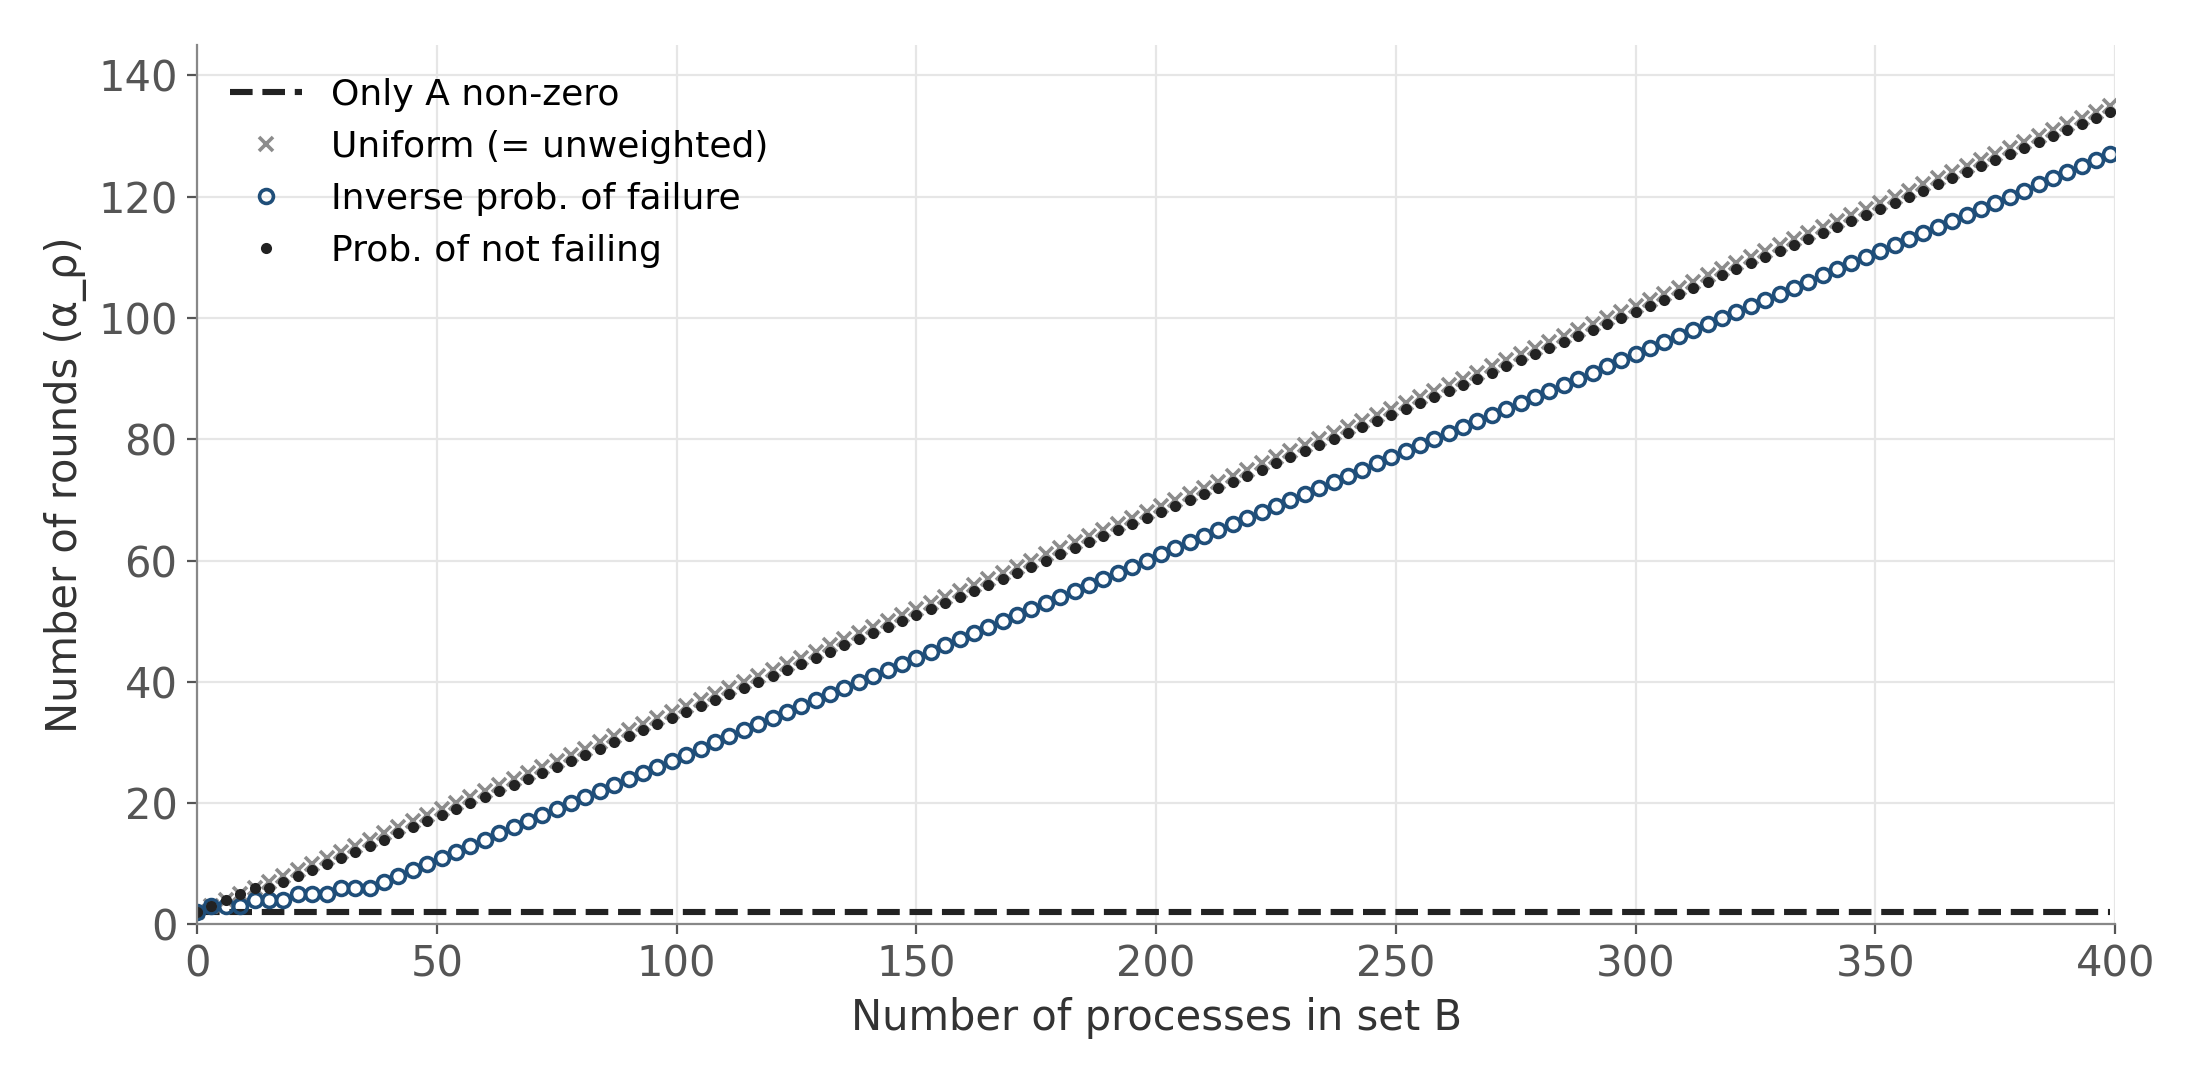 140
120
100
80
60
40
20
0
Number of rounds (α_ρ)
Only A non-zero
Uniform (= unweighted)
Inverse prob. of failure
Prob. of not failing
0 50 100 150 200 250 300 350 400
Number of processes in set B